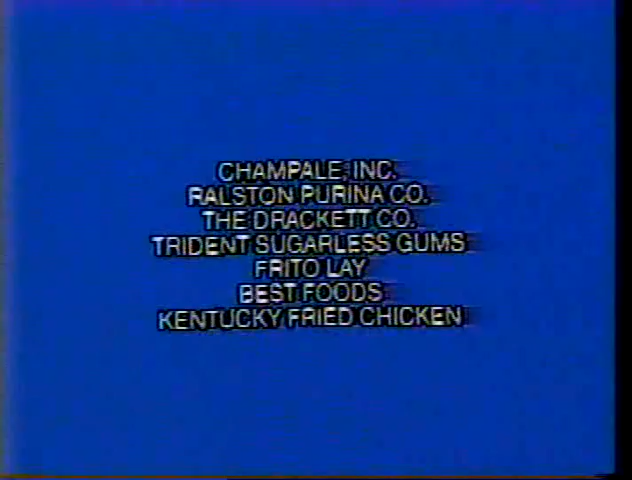 CHAMPALE, INC.
RALSTON PURINA CO.
THE DRACKETT CO.
TRIDENT SUGARLESS GUMS
FRITO LAY
BEST FOODS
KENTUCKY FRIED CHICKEN